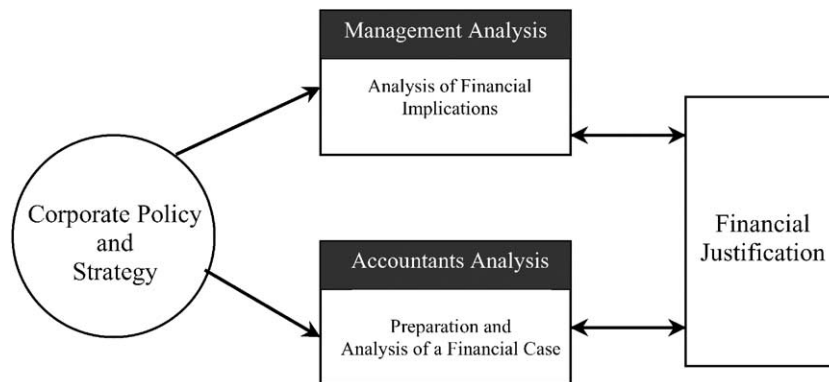 Management Analysis
Analysis of Financial
Implications
Corporate Policy
and
Strategy
Accountants Analysis
Preparation and
Analysis of a Financial Case
Financial
Justification